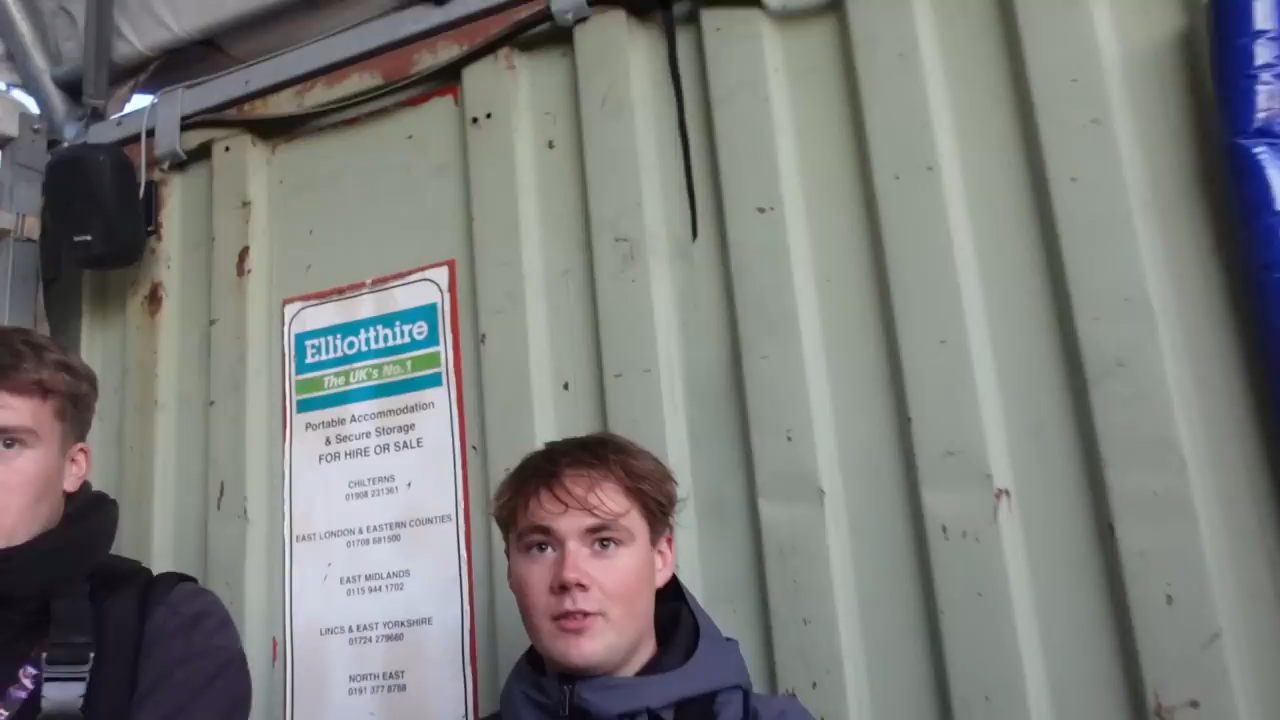 Elliotthire
The UK's No.1
Portable Accommodation
& Secure Storage
FOR HIRE OR SALE
CHILTERNS
01908 231361
EAST LONDON & EASTERN COUNTIES
01708 681500
EAST MIDLANDS
0115 944 1702
LINCS & EAST YORKSHIRE
01724 279660
NORTH EAST
0191 377 8788